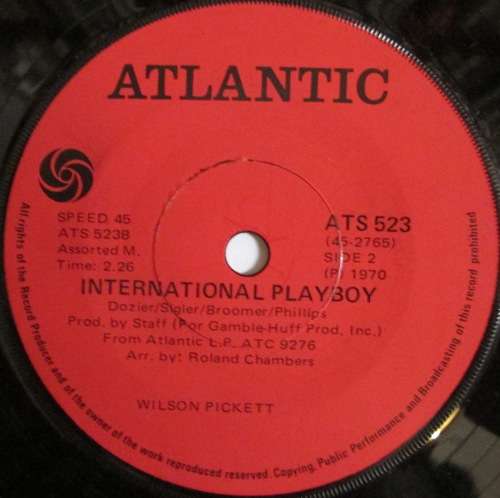 ATLANTIC
SPEED 45
ATS 523B
Assorted M.
Time: 2.26
ATS 523
(45-2765)
SIDE 2
(P) 1970
INTERNATIONAL PLAYBOY
Dozier/Sigler/Broomer/Phillips
Prod. by Staff (For Gamble-Huff Prod, Inc.)
From Atlantic L.P. ATC 9276
Arr. by: Roland Chambers
WILSON PICKETT
All rights of the Record Producer and of the owner of the work reproduced reserved. Copying, Public Performance and Broadcasting of this record prohibited